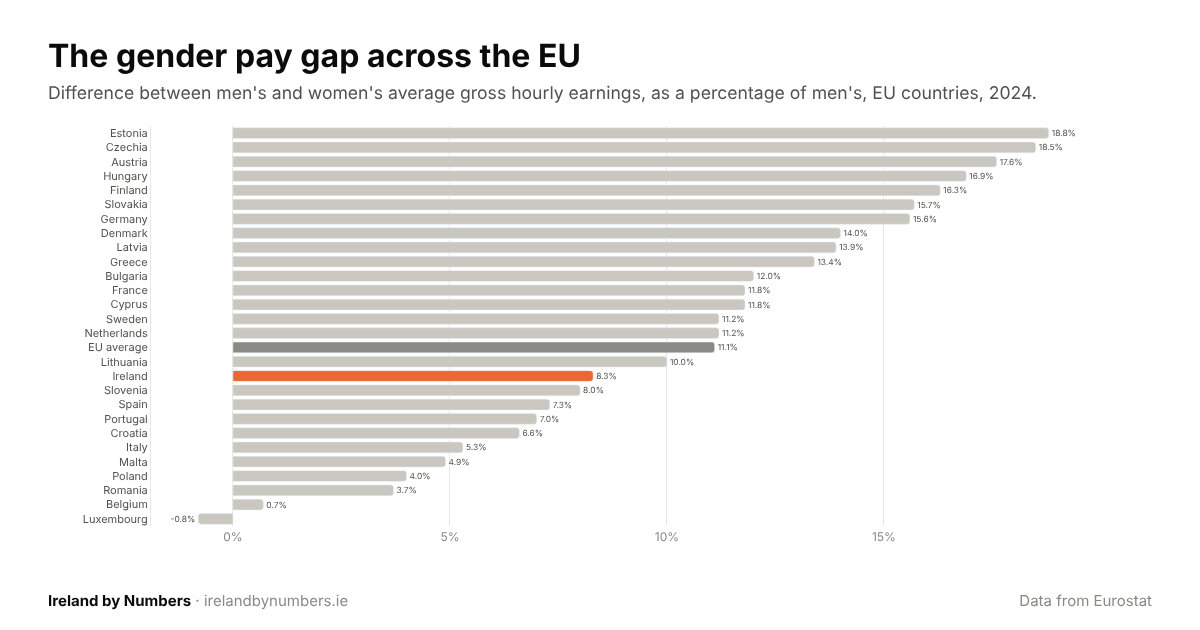 The gender pay gap across the EU
Difference between men's and women's average gross hourly earnings, as a percentage of men's, EU countries, 2024.
Estonia 18.8%
Czechia 18.5%
Austria 17.6%
Hungary 16.9%
Finland 16.3%
Slovakia 15.7%
Germany 15.6%
Denmark 14.0%
Latvia 13.9%
Greece 13.4%
Bulgaria 12.0%
France 11.8%
Cyprus 11.8%
Sweden 11.2%
Netherlands 11.2%
EU average 11.1%
Lithuania 10.0%
Ireland 8.3%
Slovenia 8.0%
Spain 7.3%
Portugal 7.0%
Croatia 6.6%
Italy 5.3%
Malta 4.9%
Poland 4.0%
Romania 3.7%
Belgium 0.7%
Luxembourg -0.8%
0% 5% 10% 15%
Ireland by Numbers · irelandbynumbers.ie Data from Eurostat